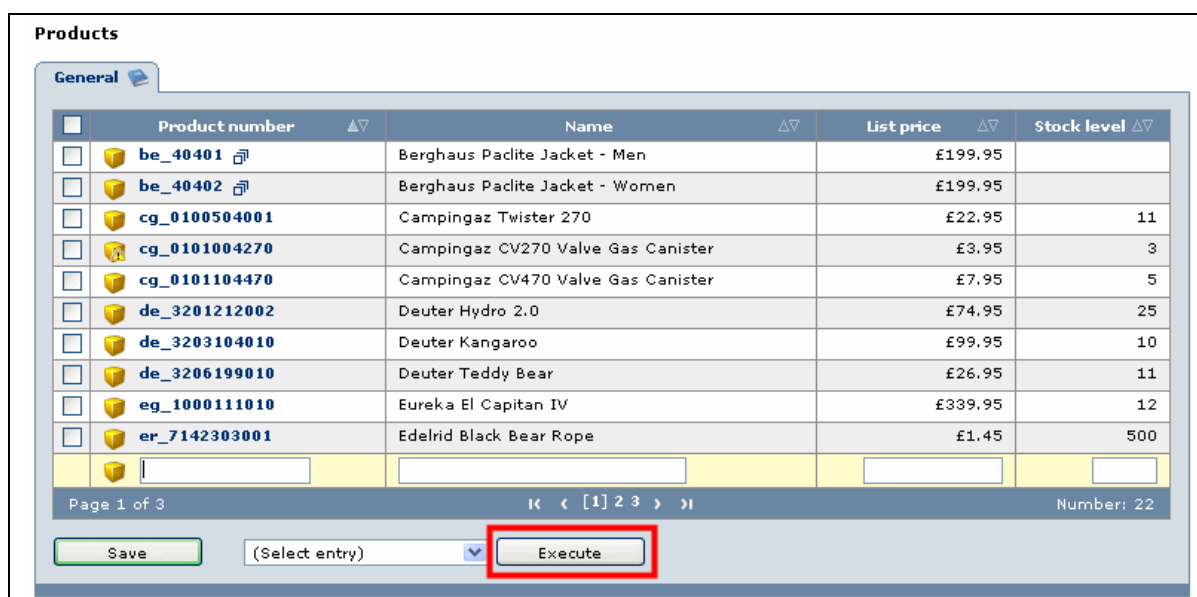 Products
General
Product number Name List price Stock level
be_40401 Berghaus Paclite Jacket - Men £199.95
be_40402 Berghaus Paclite Jacket - Women £199.95
cg_0100504001 Campingaz Twister 270 £22.95 11
cg_0101004270 Campingaz CV270 Valve Gas Canister £3.95 3
cg_0101104470 Campingaz CV470 Valve Gas Canister £7.95 5
de_3201212002 Deuter Hydro 2.0 £74.95 25
de_3203104010 Deuter Kangaroo £99.95 10
de_3206199010 Deuter Teddy Bear £26.95 11
eg_1000111010 Eureka El Capitan IV £339.95 12
er_7142303001 Edelrid Black Bear Rope £1.45 500
Page 1 of 3 [1] 2 3 Number: 22
Save (Select entry) Execute